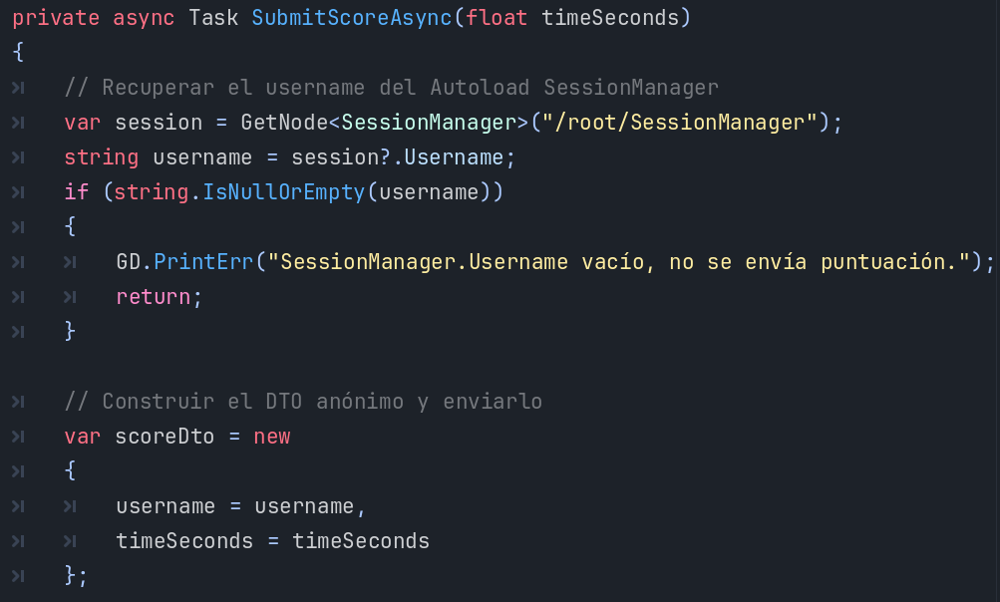 private async Task SubmitScoreAsync(float timeSeconds)
{
// Recuperar el username del Autoload SessionManager
var session = GetNode<SessionManager>("/root/SessionManager");
string username = session?.Username;
if (string.IsNullOrEmpty(username))
{
GD.PrintErr("SessionManager.Username vacío, no se envía puntuación.");
return;
}
// Construir el DTO anónimo y enviarlo
var scoreDto = new
{
username = username,
timeSeconds = timeSeconds
};